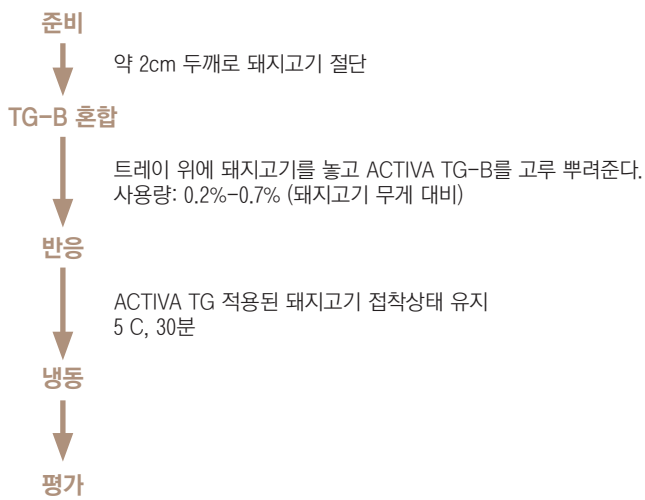 준비
약 2cm 두깨로 돼지고기 절단
TG-B 혼합
트레이 위에 돼지고기를 놓고 ACTIVA TG-B를 고루 뿌려준다.
사용량: 0.2%-0.7% (돼지고기 무게 대비)
반응
ACTIVA TG 적용된 돼지고기 접착상태 유지
5 C, 30분
냉동
평가